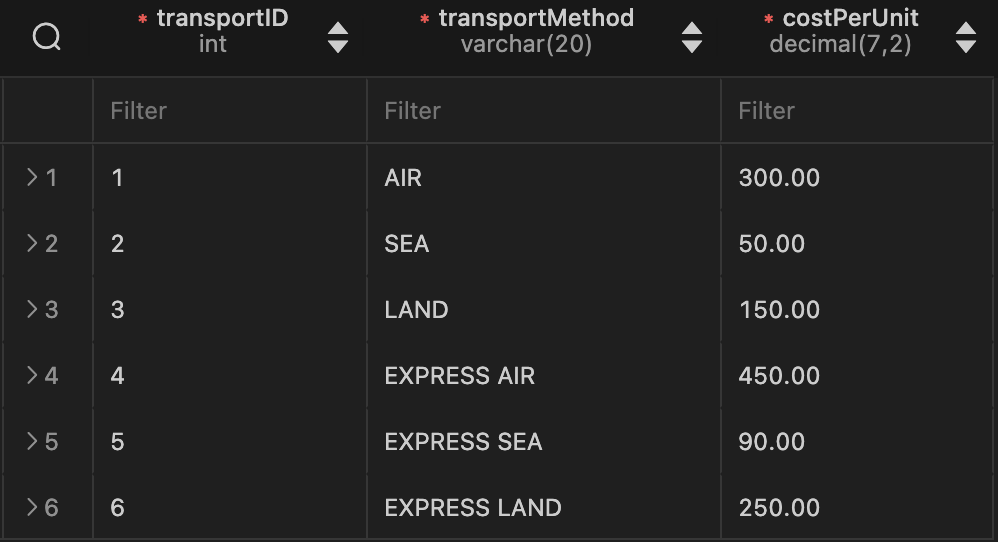 * transportID * transportMethod * costPerUnit
int varchar(20) decimal(7,2)
Filter Filter Filter
1 1 AIR 300.00
2 2 SEA 50.00
3 3 LAND 150.00
4 4 EXPRESS AIR 450.00
5 5 EXPRESS SEA 90.00
6 6 EXPRESS LAND 250.00